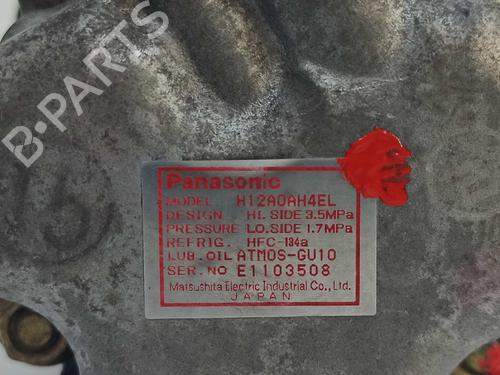 B-PARTS
Panasonic
MODEL H12A0AH4EL
DESIGN HI. SIDE 3.5MPa
PRESSURE LO. SIDE 1.7MPa
REFRIG. HFC-134a
LUB. OIL ATMOS-GU10
SER. NO E1103508
Matsushita Electric Industrial Co., Ltd.
JAPAN